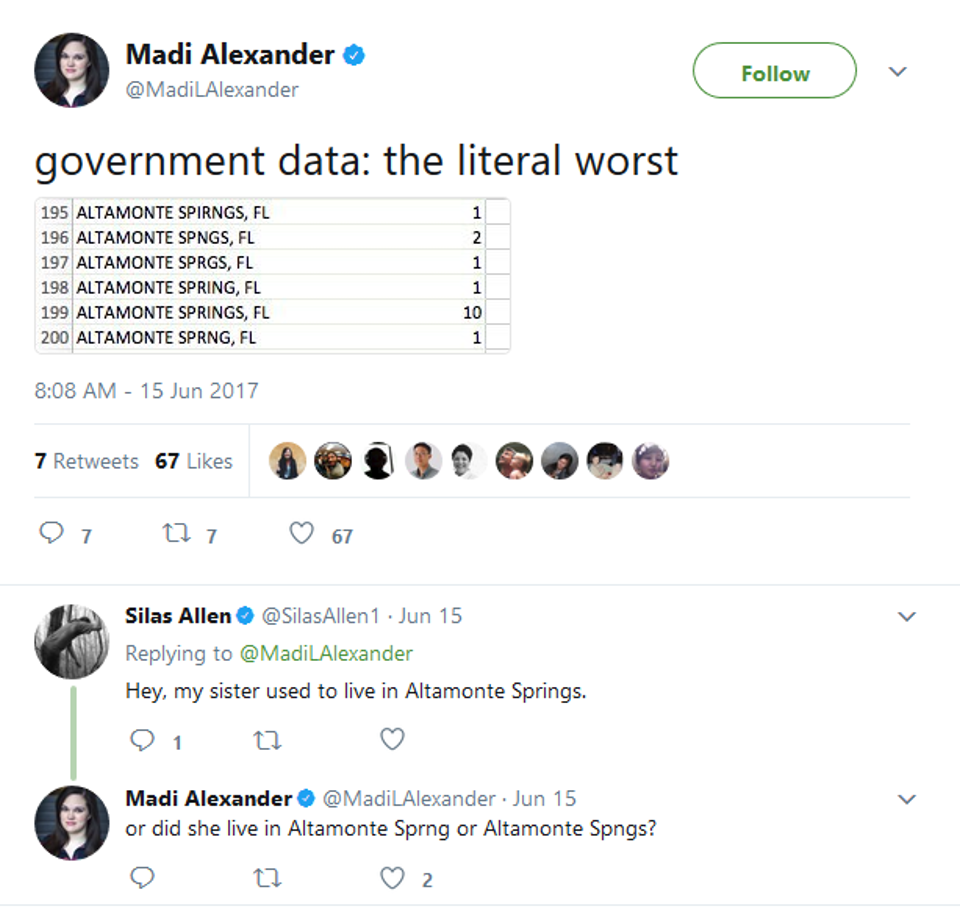 Madi Alexander
@MadiLAlexander
Follow
government data: the literal worst
195 ALTAMONTE SPIRNGS, FL 1
196 ALTAMONTE SPNGS, FL 2
197 ALTAMONTE SPRGS, FL 1
198 ALTAMONTE SPRING, FL 1
199 ALTAMONTE SPRINGS, FL 10
200 ALTAMONTE SPRNG, FL 1
8:08 AM - 15 Jun 2017
7 Retweets 67 Likes
7 7 67
Silas Allen @SilasAllen1 · Jun 15
Replying to @MadiLAlexander
Hey, my sister used to live in Altamonte Springs.
1
Madi Alexander @MadiLAlexander · Jun 15
or did she live in Altamonte Sprng or Altamonte Spngs?
2